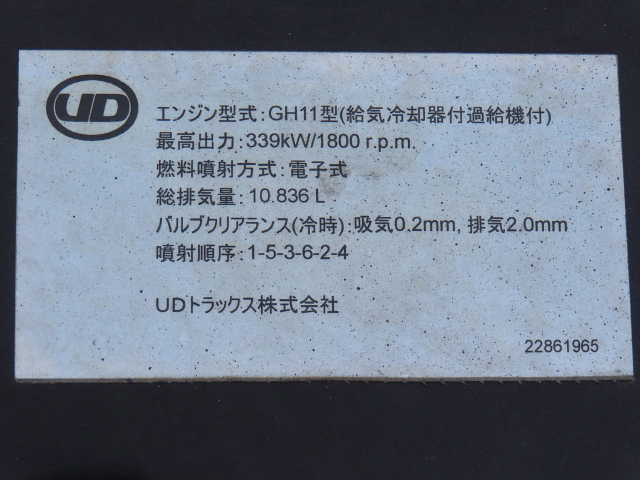 UD
エンジン型式:GH11型(給気冷却器付過給機付)
最高出力:339kW/1800 r.p.m.
燃料噴射方式:電子式
総排気量:10.836 L
バルブクリアランス(冷時):吸気0.2mm, 排気2.0mm
噴射順序:1-5-3-6-2-4
UDトラックス株式会社
22861965